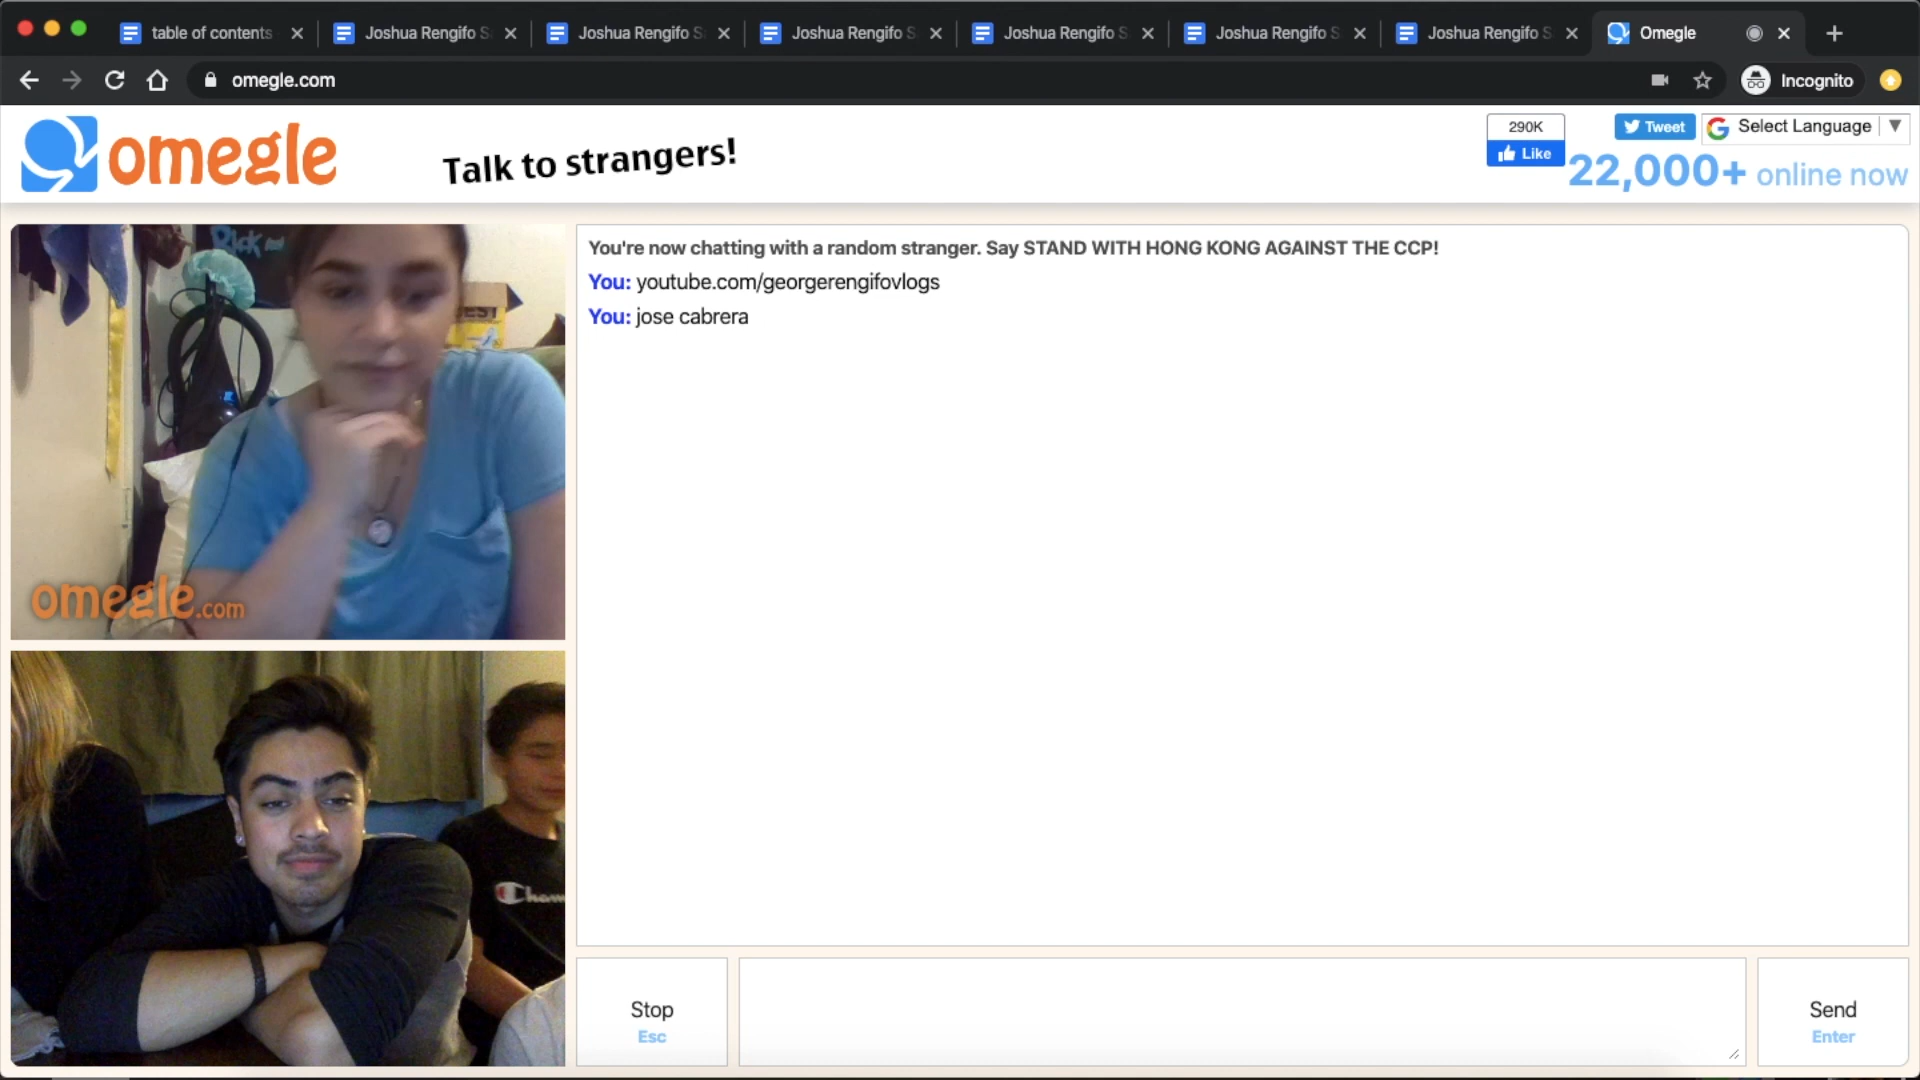 table of contents
Joshua Rengifo S
Joshua Rengifo S
Joshua Rengifo S
Joshua Rengifo S
Joshua Rengifo S
Joshua Rengifo S
Omegle
omegle.com
Incognito
omegle
Talk to strangers!
290K
Like
Tweet
Select Language
22,000+ online now
You're now chatting with a random stranger. Say STAND WITH HONG KONG AGAINST THE CCP!
You: youtube.com/georgerengifovlogs
You: jose cabrera
omegle.com
Cham
Stop
Esc
Send
Enter